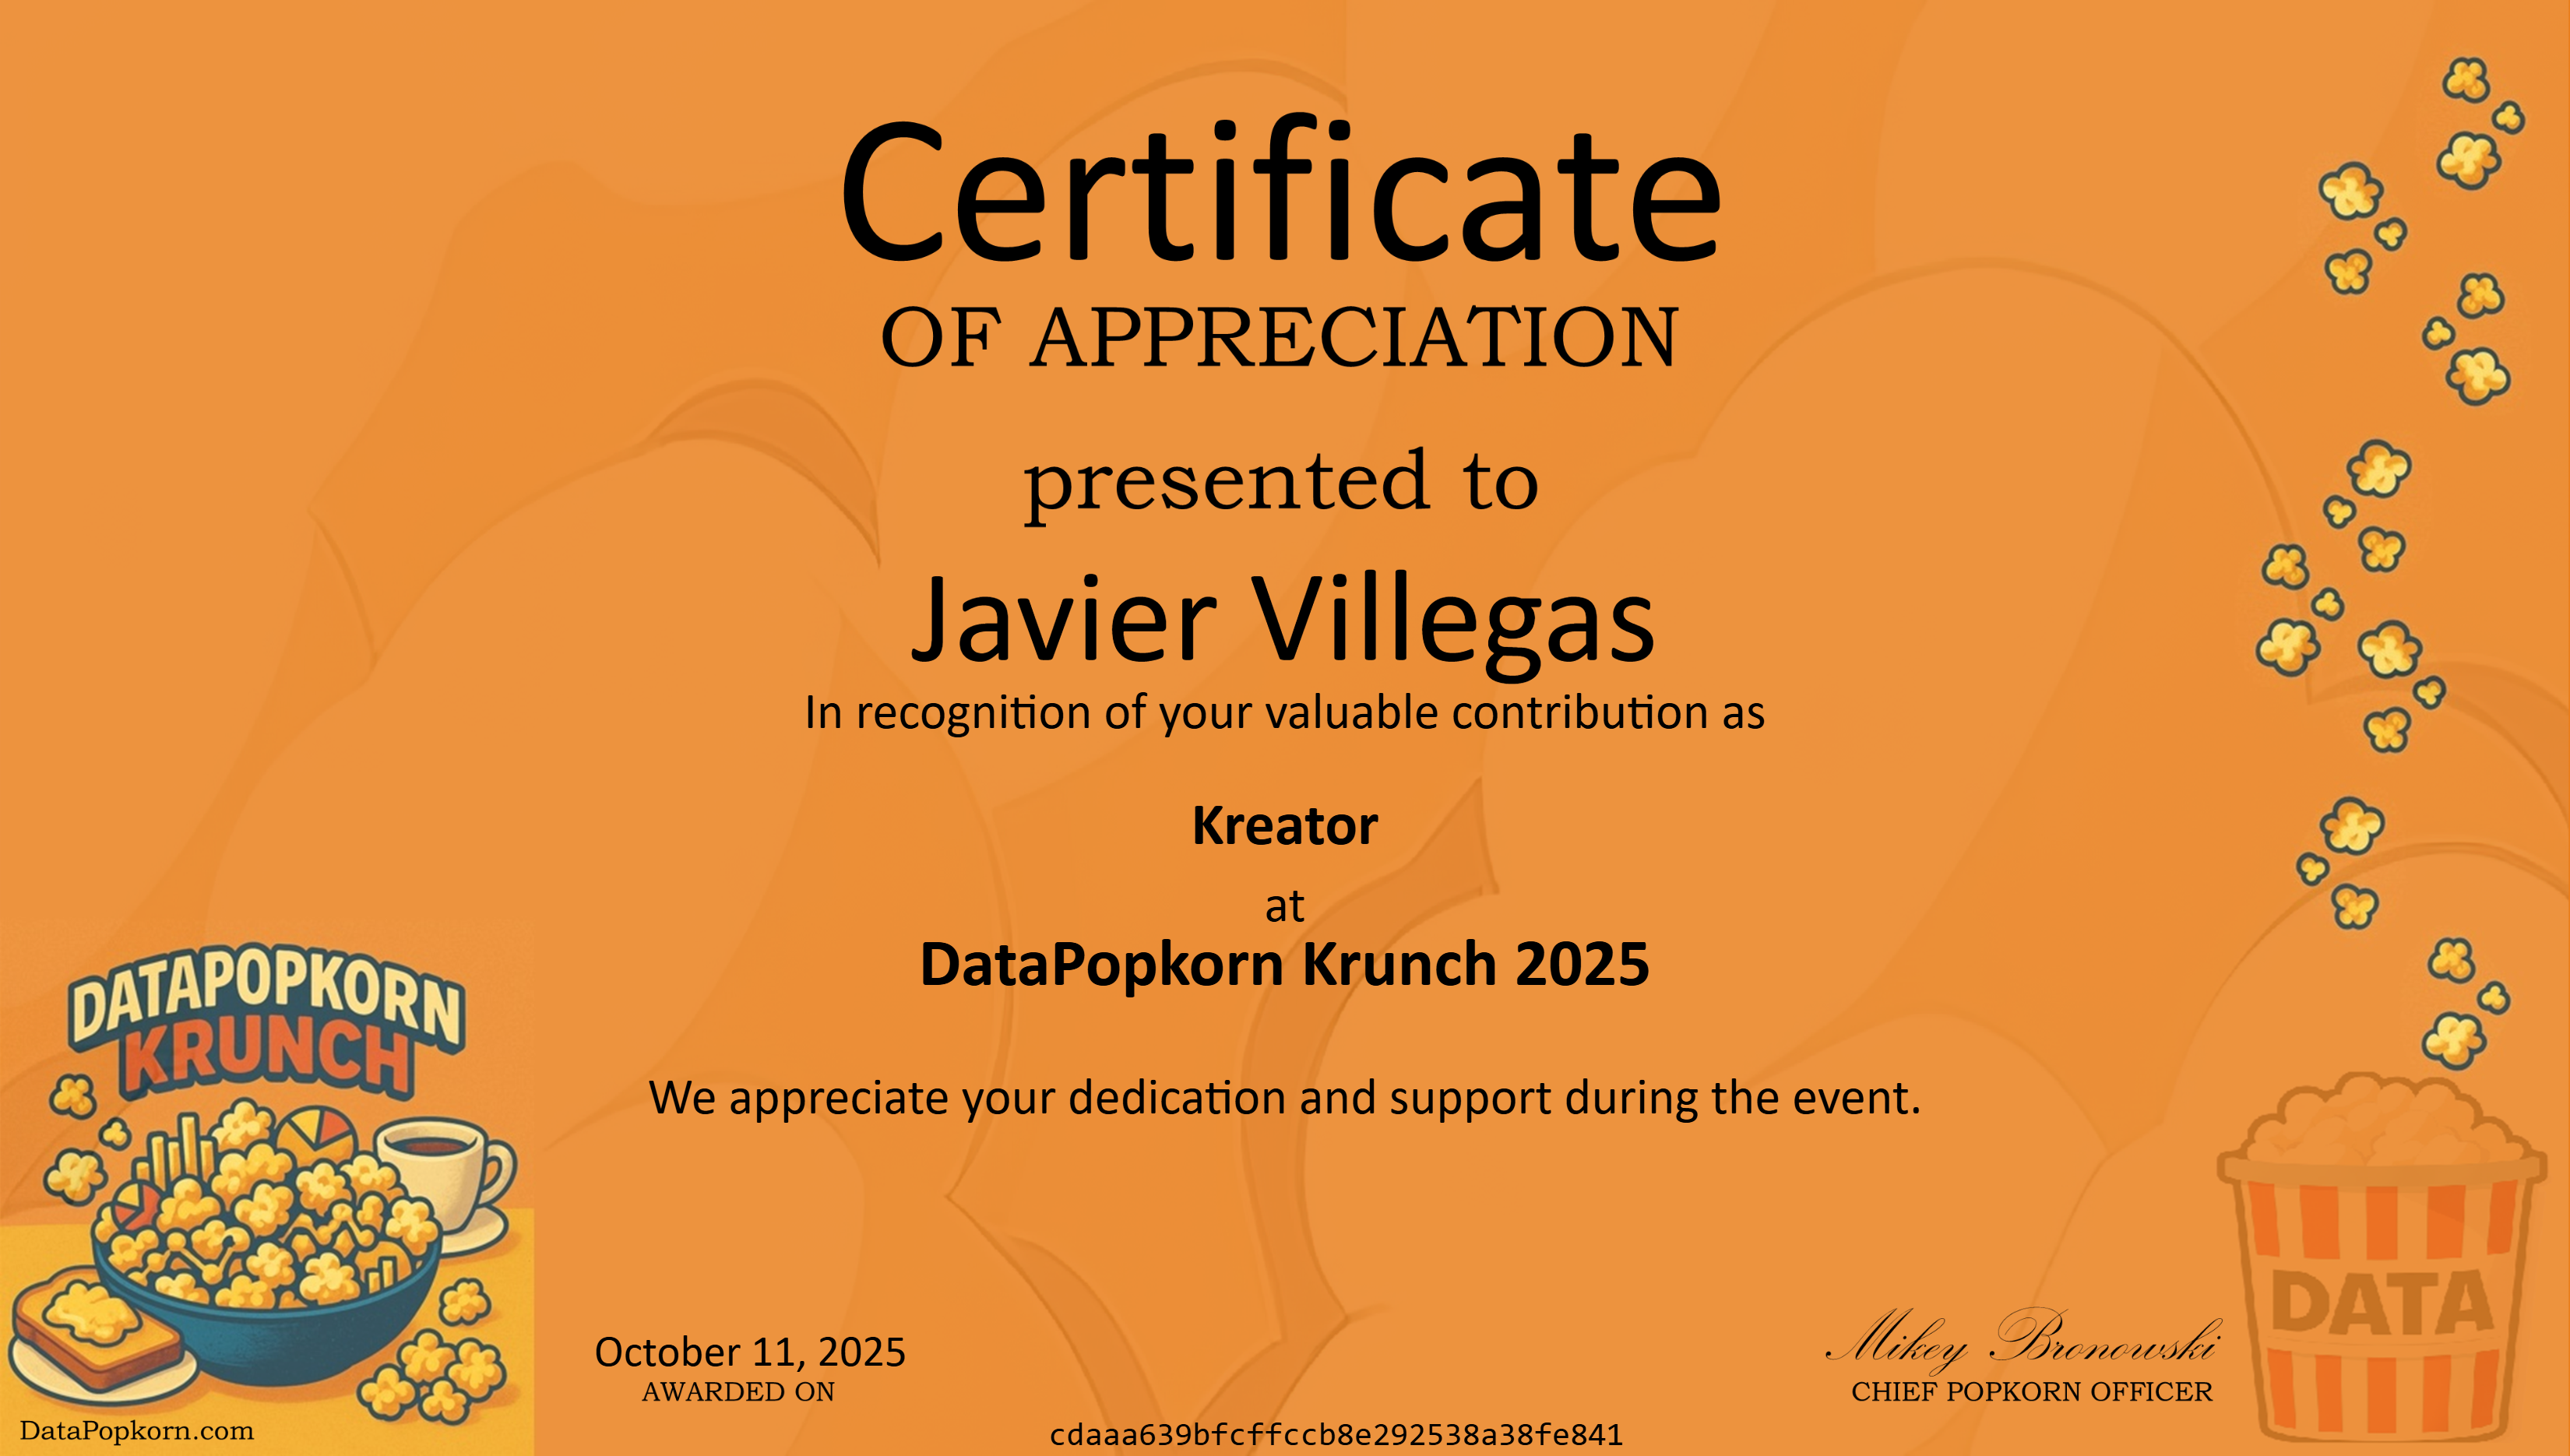 Certificate
OF APPRECIATION
presented to
Javier Villegas
In recognition of your valuable contribution as
Kreator
at
DataPopkorn Krunch 2025
We appreciate your dedication and support during the event.
DATAPOPKORN
KRUNCH
DataPopkorn.com
October 11, 2025
AWARDED ON
cdaaa639bfcffccb8e292538a38fe841
Mikey Bronowski
CHIEF POPKORN OFFICER
DATA